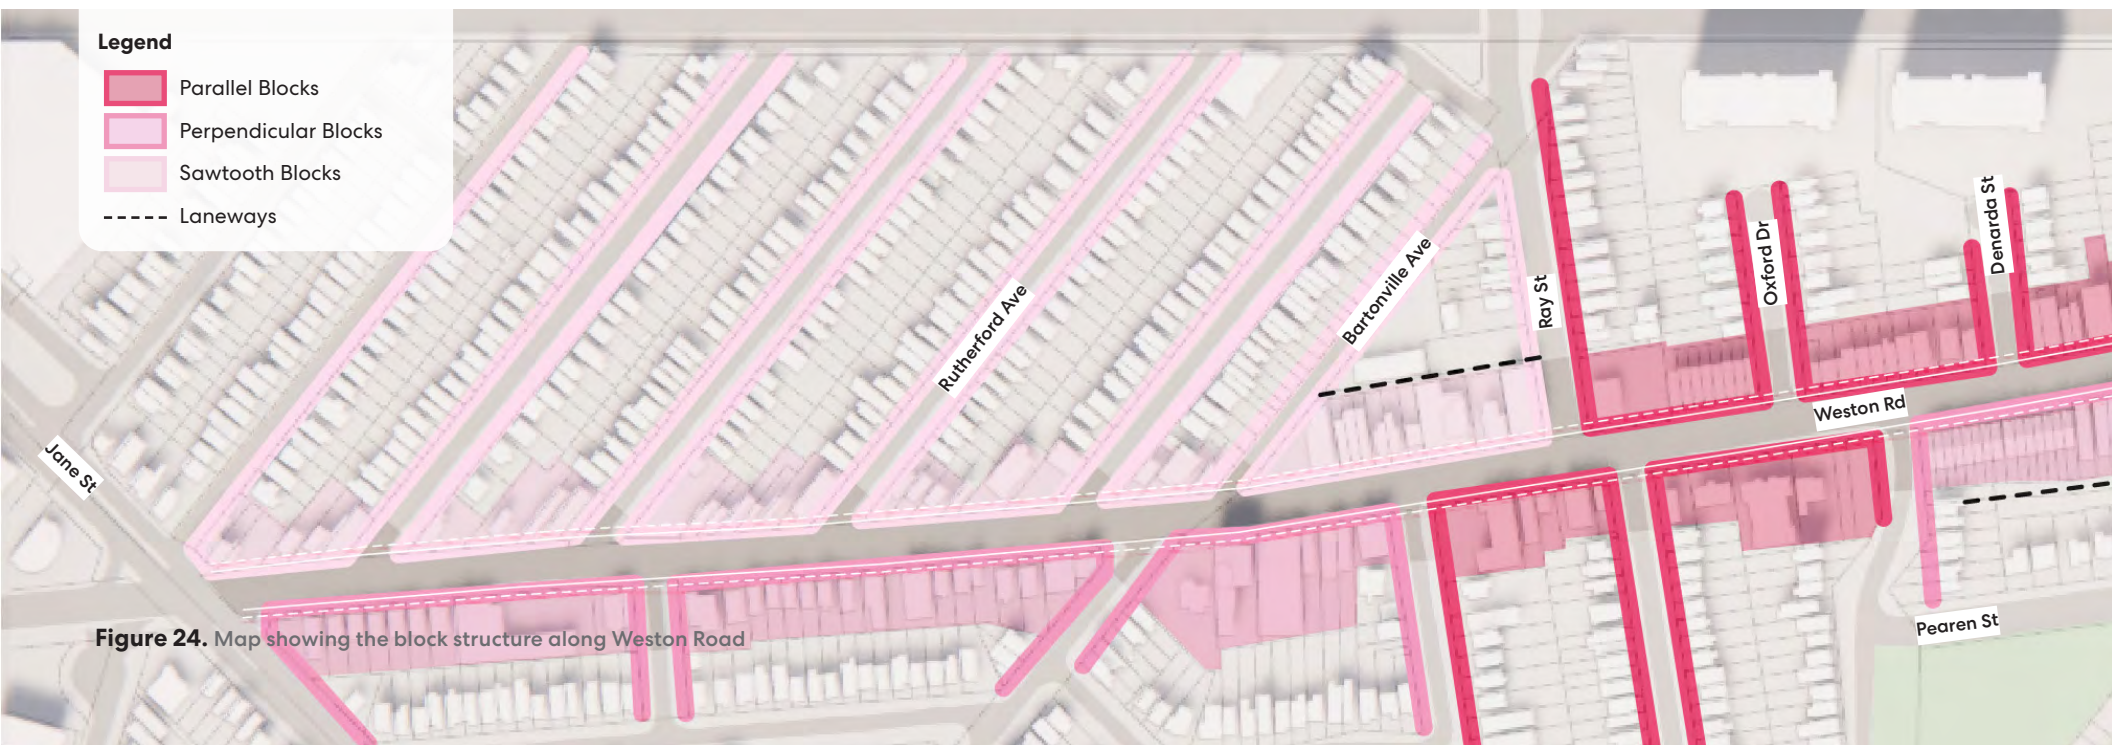 Legend
Parallel Blocks
Perpendicular Blocks
Sawtooth Blocks
Laneways
Jane St
Rutherford Ave
Bartonville Ave
Ray St
Oxford Dr
Denarda St
Weston Rd
Pearen St
Figure 24. Map showing the block structure along Weston Road